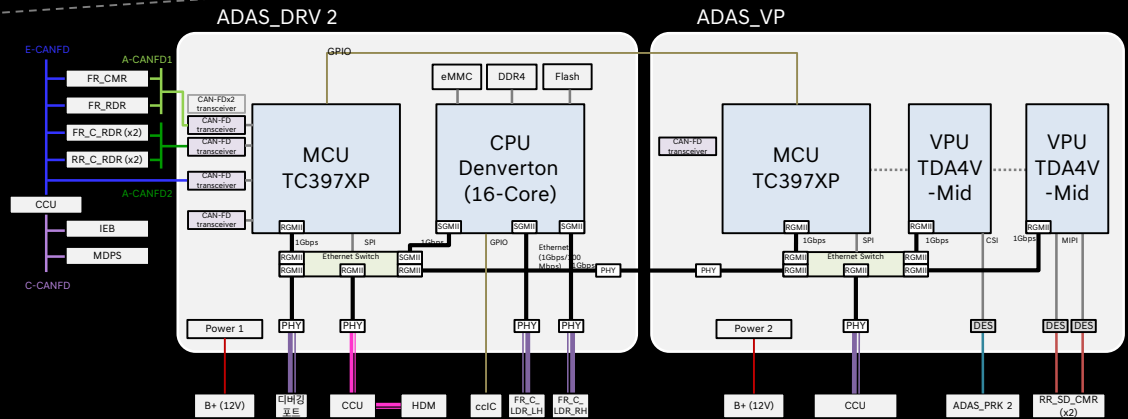 ADAS_DRV 2
ADAS_VP
E-CANFD
A-CANFD1
FR_CMR
FR_RDR
FR_C_RDR (x2)
RR_C_RDR (x2)
A-CANFD2
CCU
IEB
MDPS
C-CANFD
GPIO
CAN-FDx2
transceiver
CAN-FD
transceiver
CAN-FD
transceiver
CAN-FD
transceiver
CAN-FD
transceiver
MCU
TC397XP
RGMII
eMMC
DDR4
Flash
CPU
Denverton
(16-Core)
SGMII
SGMII
SGMII
1Gbps
SPI
1Gbps
GPIO
Ethernet
(1Gbps/100
Mbps)
1Gbps
RGMII
Ethernet Switch
SGMII
RGMII
RGMII
RGMII
PHY
PHY
Power 1
PHY
PHY
PHY
PHY
B+ (12V)
디버깅
포트
CCU
HDM
ccIC
FR_C_
LDR_LH
FR_C_
LDR_RH
CAN-FD
transceiver
MCU
TC397XP
RGMII
VPU
TDA4V
-Mid
RGMII
VPU
TDA4V
-Mid
RGMII
1Gbps
SPI
1Gbps
CSI
1Gbps
MIPI
RGMII
Ethernet Switch
RGMII
RGMII
RGMII
RGMII
Power 2
PHY
DES
DES
DES
B+ (12V)
CCU
ADAS_PRK 2
RR_SD_CMR
(x2)